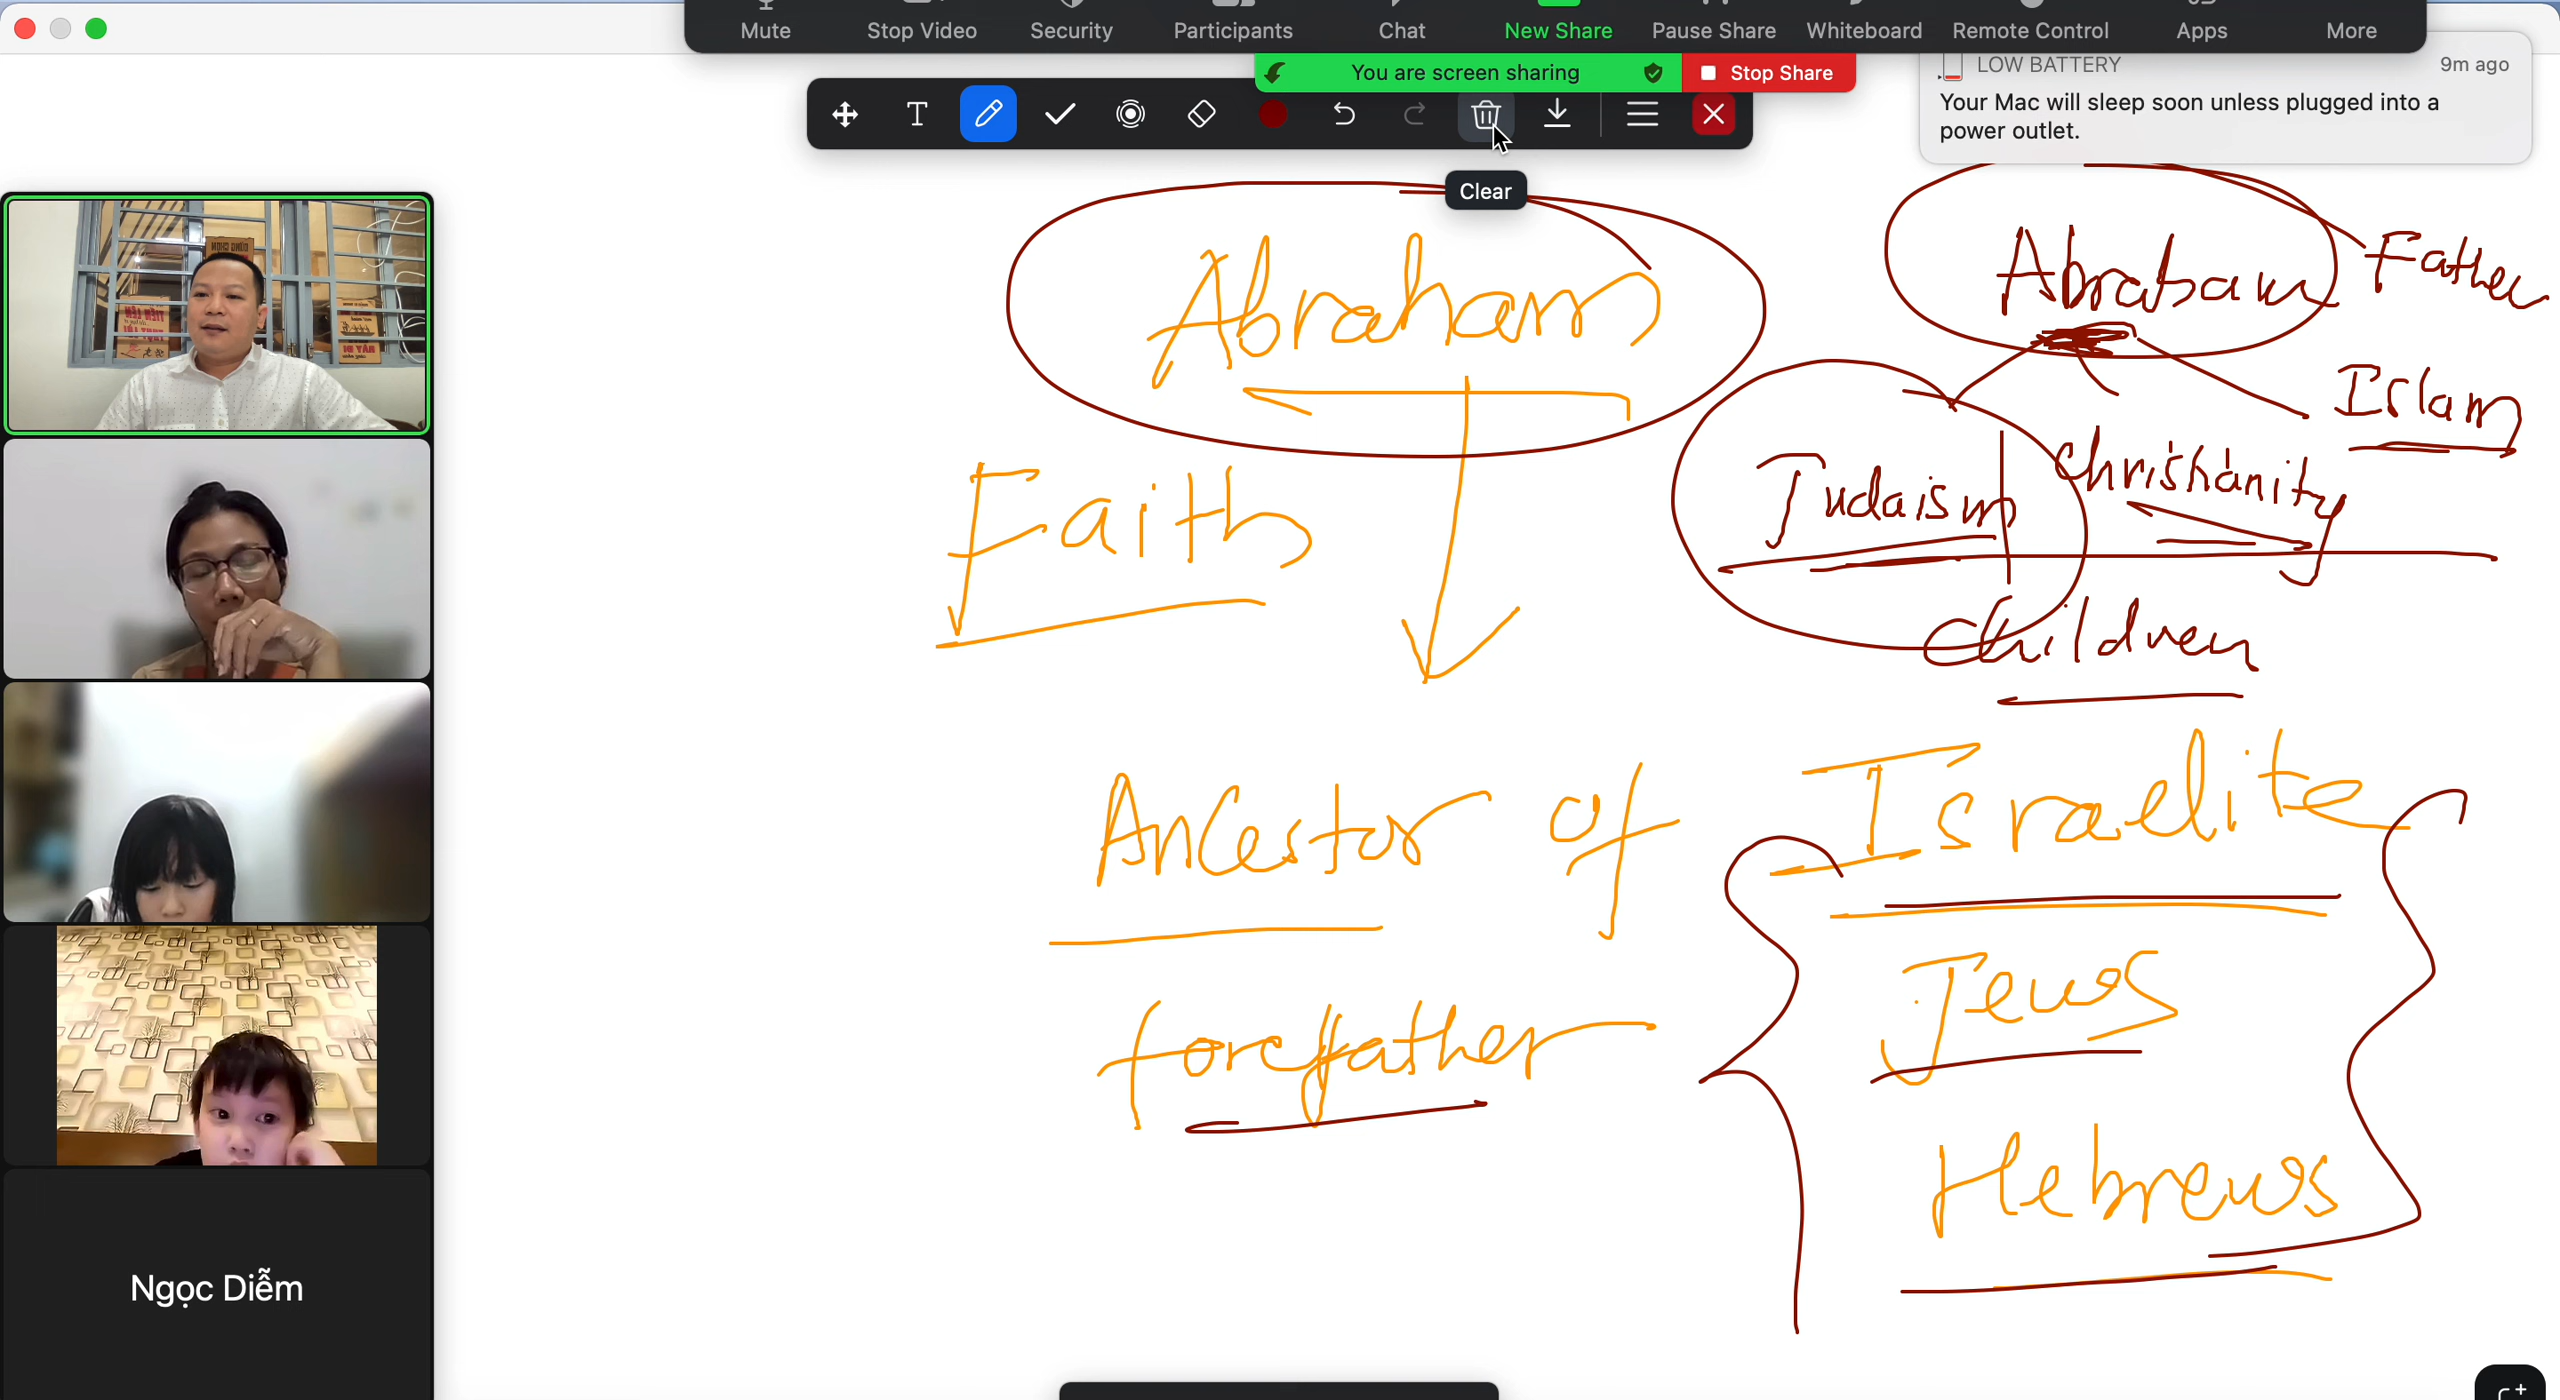 Mute Stop Video Security Participants Chat New Share Pause Share Whiteboard Remote Control Apps More
You are screen sharing Stop Share
LOW BATTERY 9m ago
Your Mac will sleep soon unless plugged into a
power outlet.
T
Clear
Abraham
Faith
Ancestor of
forefather
Abraham Father
Islam
Judaism Christianity
Children
Israelite
Jews
Hebrews
Ngọc Diễm